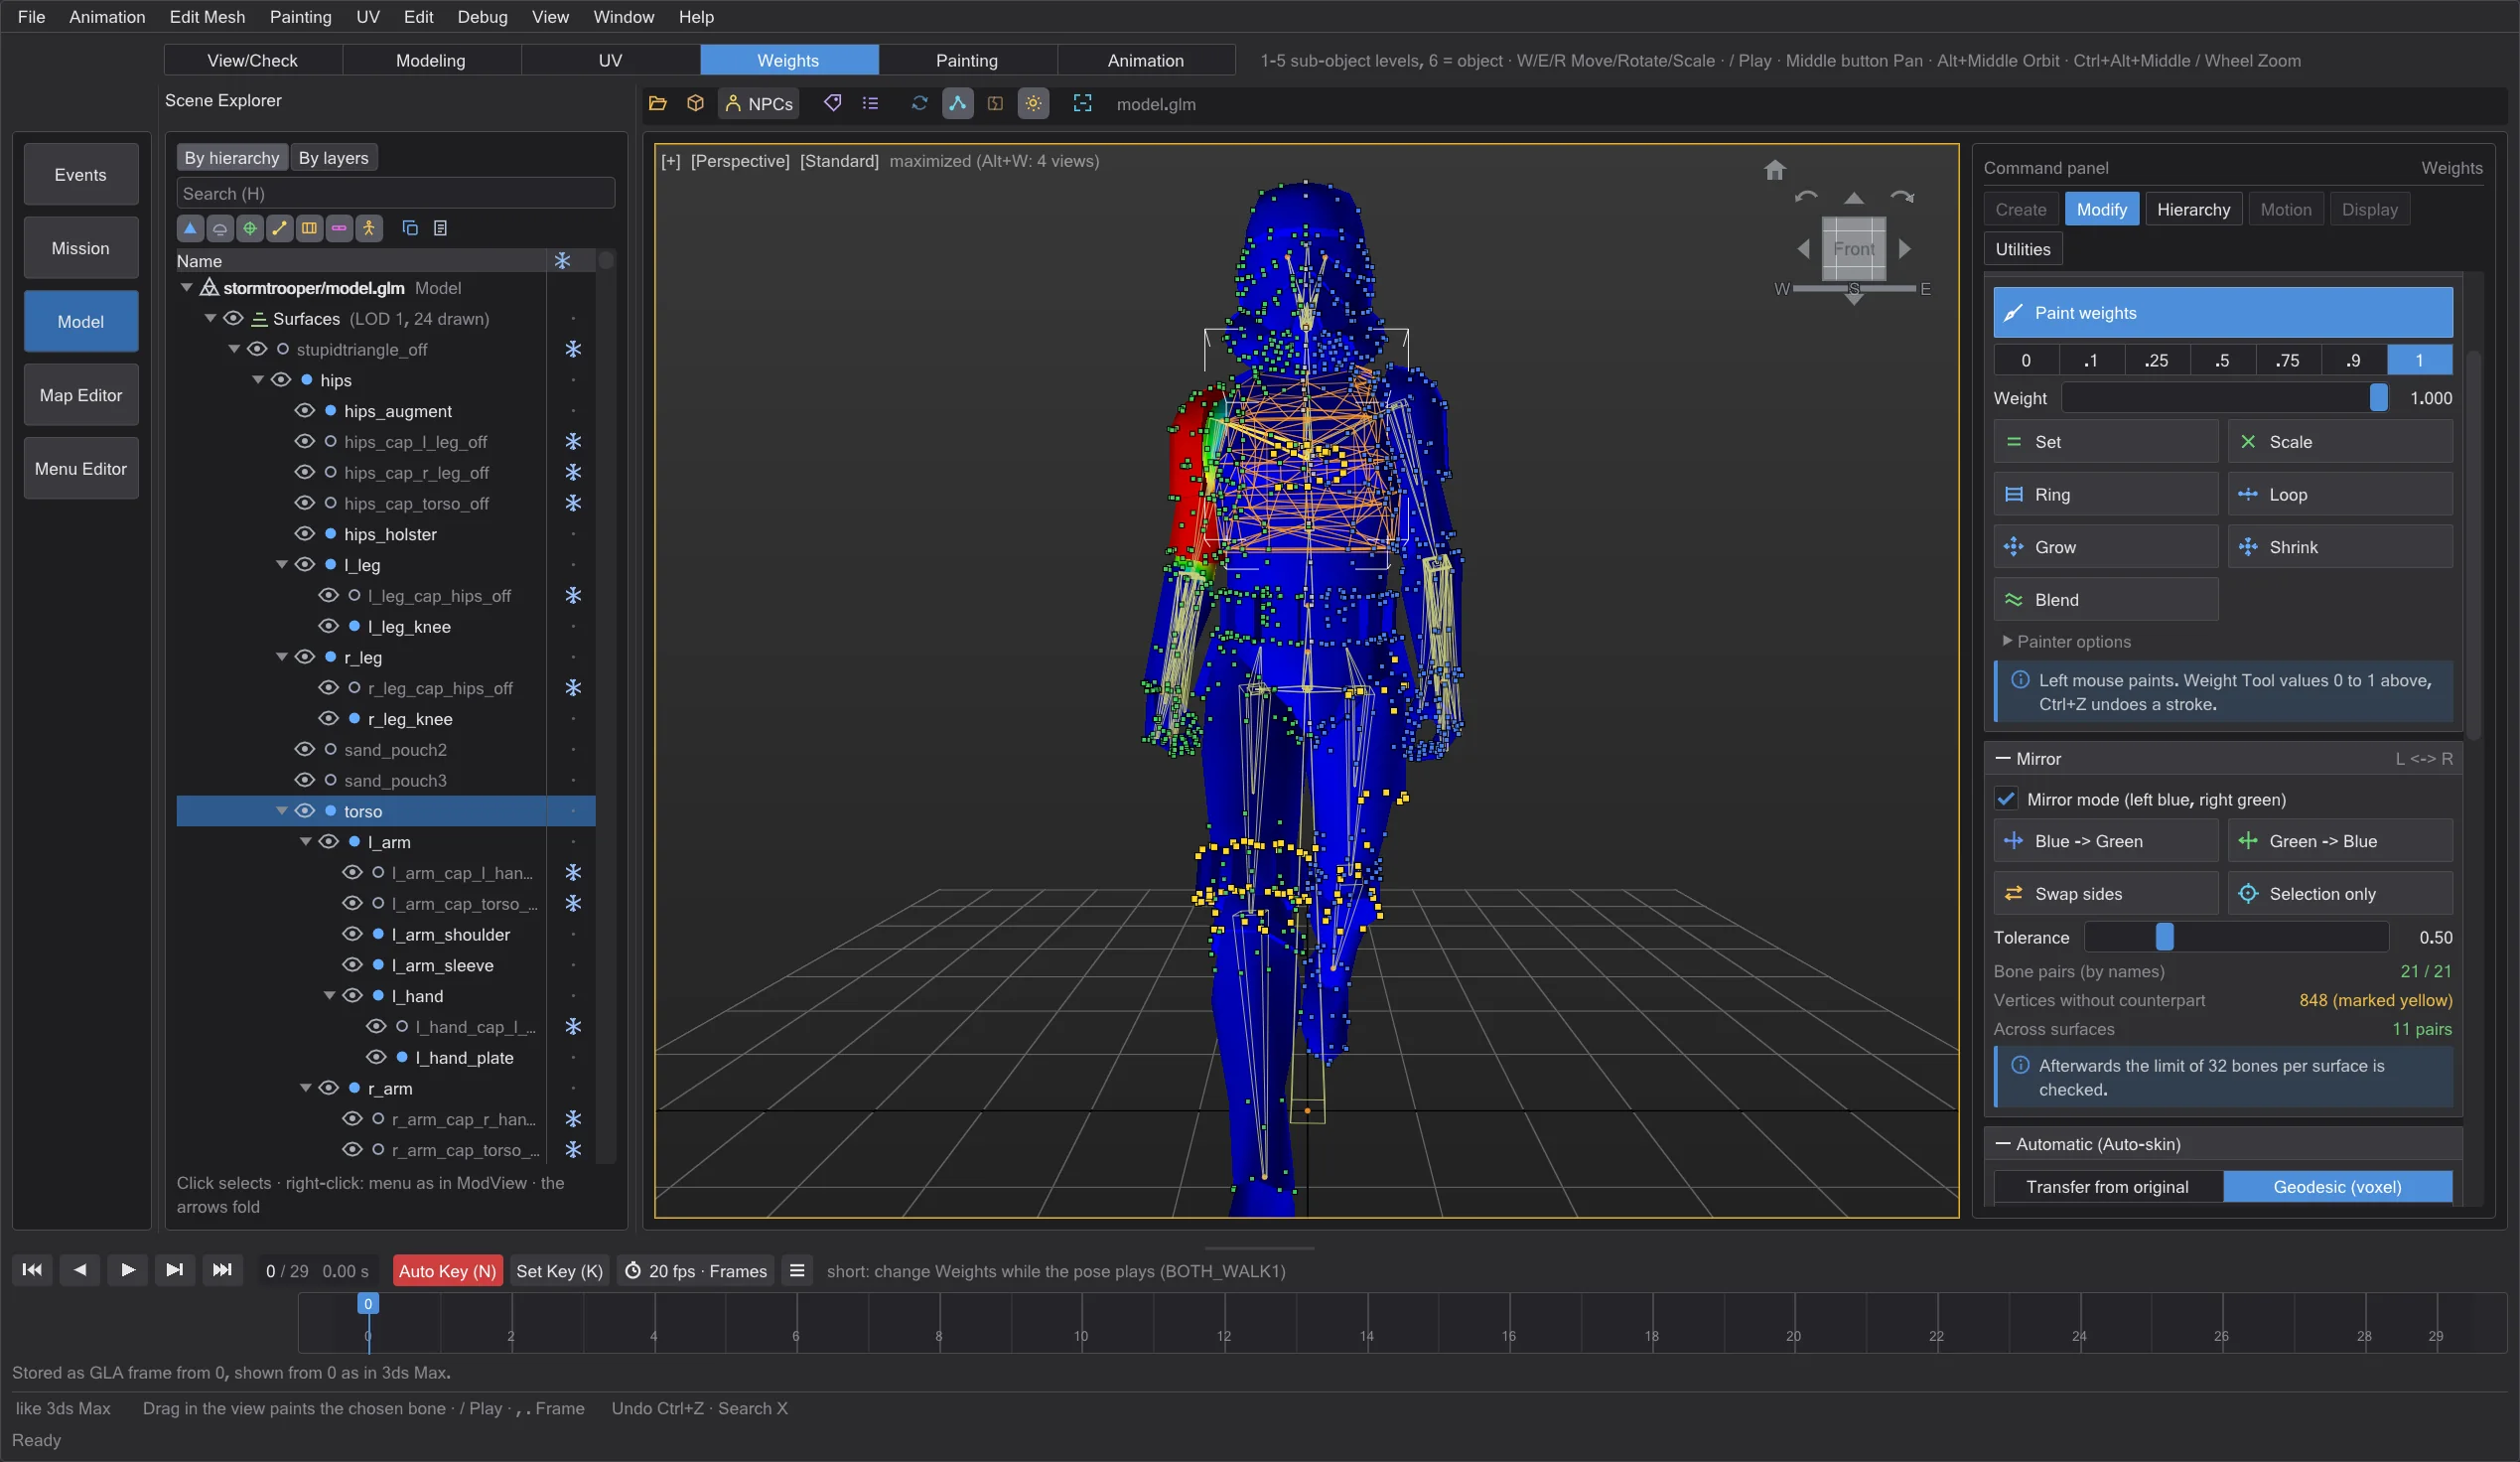 File Animation Edit Mesh Painting UV Edit Debug View Window Help
View/Check Modeling UV Weights Painting Animation 1-5 sub-object levels, 6 = object · W/E/R Move/Rotate/Scale · / Play · Middle button Pan · Alt+Middle Orbit · Ctrl+Alt+Middle / Wheel Zoom
Scene Explorer
NPCs model.glm
Events
Mission
Model
Map Editor
Menu Editor
By hierarchy By layers
Search (H)
Name
stormtrooper/model.glm Model
Surfaces (LOD 1, 24 drawn)
stupidtriangle_off
hips
hips_augment
hips_cap_l_leg_off
hips_cap_r_leg_off
hips_cap_torso_off
hips_holster
l_leg
l_leg_cap_hips_off
l_leg_knee
r_leg
r_leg_cap_hips_off
r_leg_knee
sand_pouch2
sand_pouch3
torso
l_arm
l_arm_cap_l_han...
l_arm_cap_torso_...
l_arm_shoulder
l_arm_sleeve
l_hand
l_hand_cap_l_...
l_hand_plate
r_arm
r_arm_cap_r_han...
r_arm_cap_torso_...
Click selects · right-click: menu as in ModView · the
arrows fold
[+] [Perspective] [Standard] maximized (Alt+W: 4 views)
Front
W S E
Command panel Weights
Create Modify Hierarchy Motion Display
Utilities
Paint weights
0 .1 .25 .5 .75 .9 1
Weight 1.000
Set Scale
Ring Loop
Grow Shrink
Blend
Painter options
Left mouse paints. Weight Tool values 0 to 1 above,
Ctrl+Z undoes a stroke.
Mirror L <-> R
Mirror mode (left blue, right green)
Blue -> Green Green -> Blue
Swap sides Selection only
Tolerance 0.50
Bone pairs (by names) 21 / 21
Vertices without counterpart 848 (marked yellow)
Across surfaces 11 pairs
Afterwards the limit of 32 bones per surface is
checked.
Automatic (Auto-skin)
Transfer from original Geodesic (voxel)
0 / 29 0.00 s Auto Key (N) Set Key (K) 20 fps · Frames short: change Weights while the pose plays (BOTH_WALK1)
0
0 2 4 6 8 10 12 14 16 18 20 22 24 26 28 29
Stored as GLA frame from 0, shown from 0 as in 3ds Max.
like 3ds Max Drag in the view paints the chosen bone · / Play · , . Frame Undo Ctrl+Z · Search X
Ready